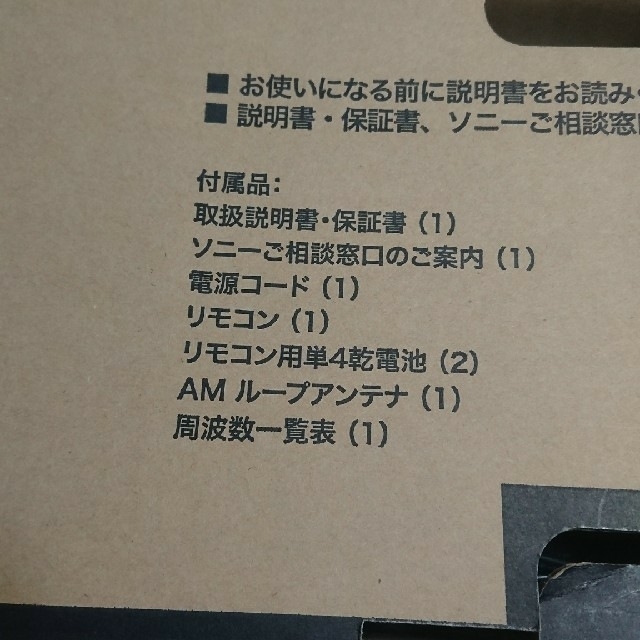 ■ お使いになる前に説明書をお読み
■ 説明書・保証書、ソニーご相談窓
付属品:
取扱説明書・保証書（1）
ソニーご相談窓口のご案内（1）
電源コード（1）
リモコン（1）
リモコン用単4乾電池（2）
AM ループアンテナ（1）
周波数一覧表（1）